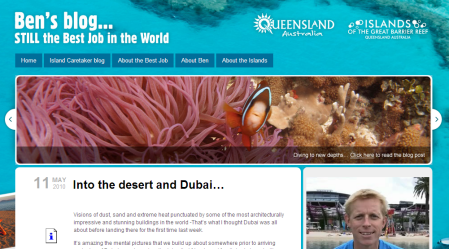 Ben's blog...
STILL the Best Job in the World
QUEENSLAND
Australia
ISLANDS
OF THE GREAT BARRIER REEF
QUEENSLAND AUSTRALIA
Home
Island Caretaker blog
About the Best Job
About Ben
About the Islands
Diving to new depths... Click here to read the blog post
11 MAY
2010
Into the desert and Dubai...
Visions of dust, sand and extreme heat punctuated by some of the most architecturally
impressive and stunning buildings in the world -That's what I thought Dubai was all
about before landing there for the first time last week.
It's amazing the mental pictures that we build up about somewhere prior to arriving